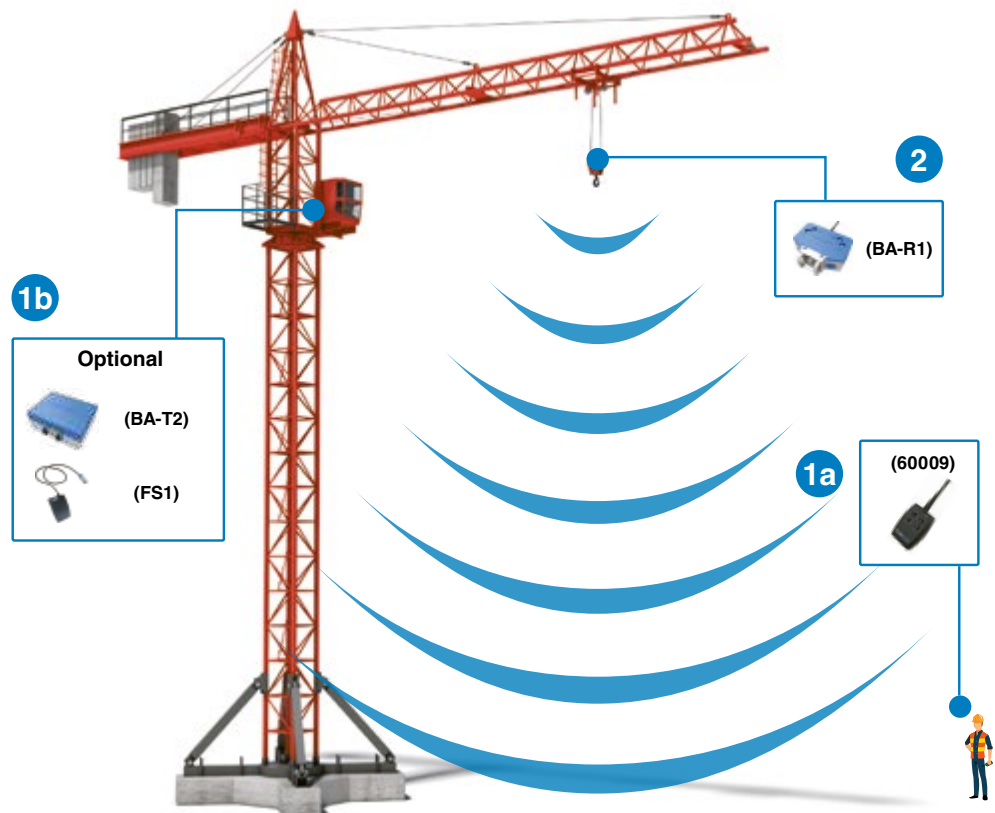 2
(BA-R1)
1b
Optional
(BA-T2)
(FS1)
1a
(60009)